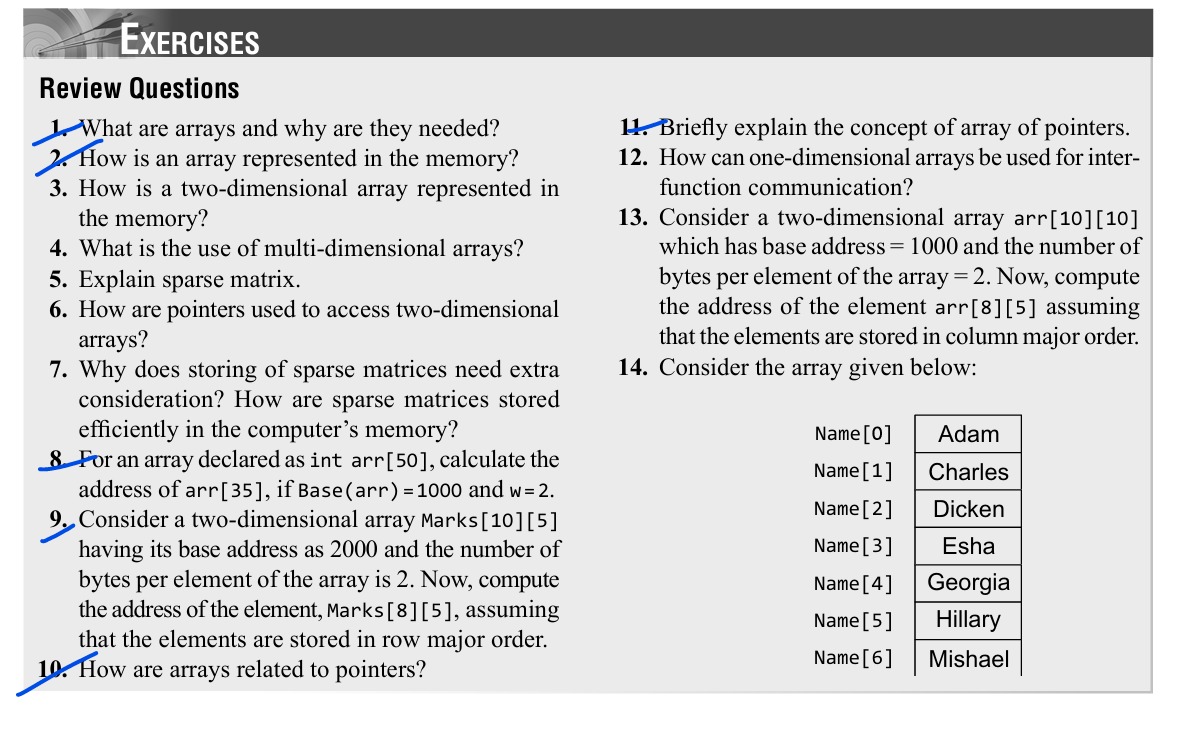 EXERCISES
Review Questions
1. What are arrays and why are they needed?
2. How is an array represented in the memory?
3. How is a two-dimensional array represented in
the memory?
4. What is the use of multi-dimensional arrays?
5. Explain sparse matrix.
6. How are pointers used to access two-dimensional
arrays?
7. Why does storing of sparse matrices need extra
consideration? How are sparse matrices stored
efficiently in the computer’s memory?
8. For an array declared as int arr[50], calculate the
address of arr[35], if Base(arr)=1000 and w=2.
9. Consider a two-dimensional array Marks[10][5]
having its base address as 2000 and the number of
bytes per element of the array is 2. Now, compute
the address of the element, Marks[8][5], assuming
that the elements are stored in row major order.
10. How are arrays related to pointers?
11. Briefly explain the concept of array of pointers.
12. How can one-dimensional arrays be used for inter-
function communication?
13. Consider a two-dimensional array arr[10][10]
which has base address = 1000 and the number of
bytes per element of the array = 2. Now, compute
the address of the element arr[8][5] assuming
that the elements are stored in column major order.
14. Consider the array given below:
Name[0] Adam
Name[1] Charles
Name[2] Dicken
Name[3] Esha
Name[4] Georgia
Name[5] Hillary
Name[6] Mishael